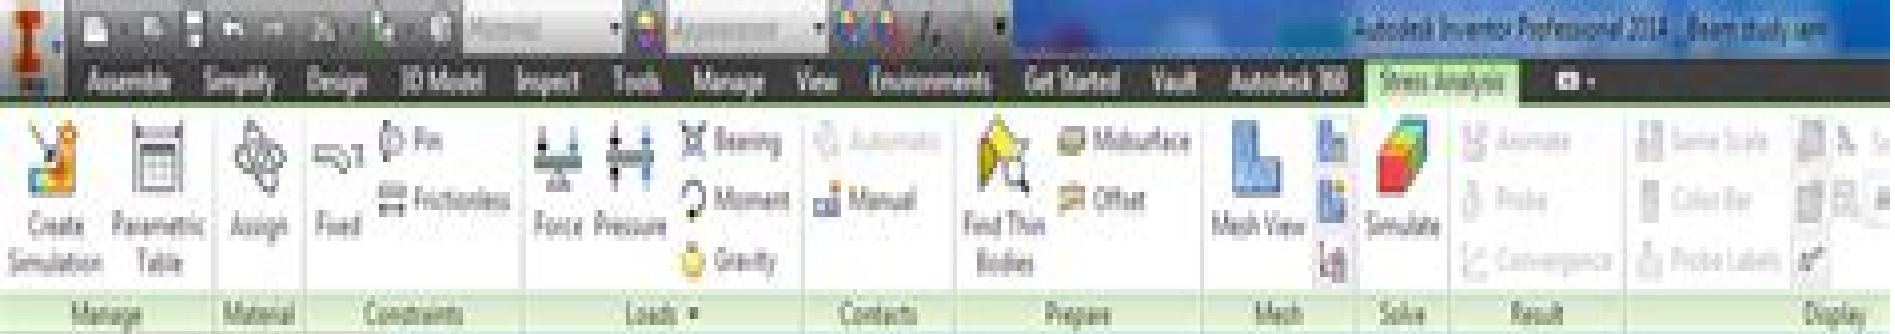 Material Appearance Autodesk Inventor Professional 2014
Assemble Simplify Design 3D Model Inspect Tools Manage View Environments Get Started Vault Autodesk 360 Stress Analysis
Pin Bearing Automatic Midsurface Animate Same Scale
Frictionless Moment Manual Offset Probe Color Bar
Create Parametric Assign Fixed Force Pressure Find Thin Mesh View Simulate
Simulation Table Gravity Bodies Convergence Probe Labels
Manage Material Constraints Loads Contacts Prepare Mesh Solve Result Display